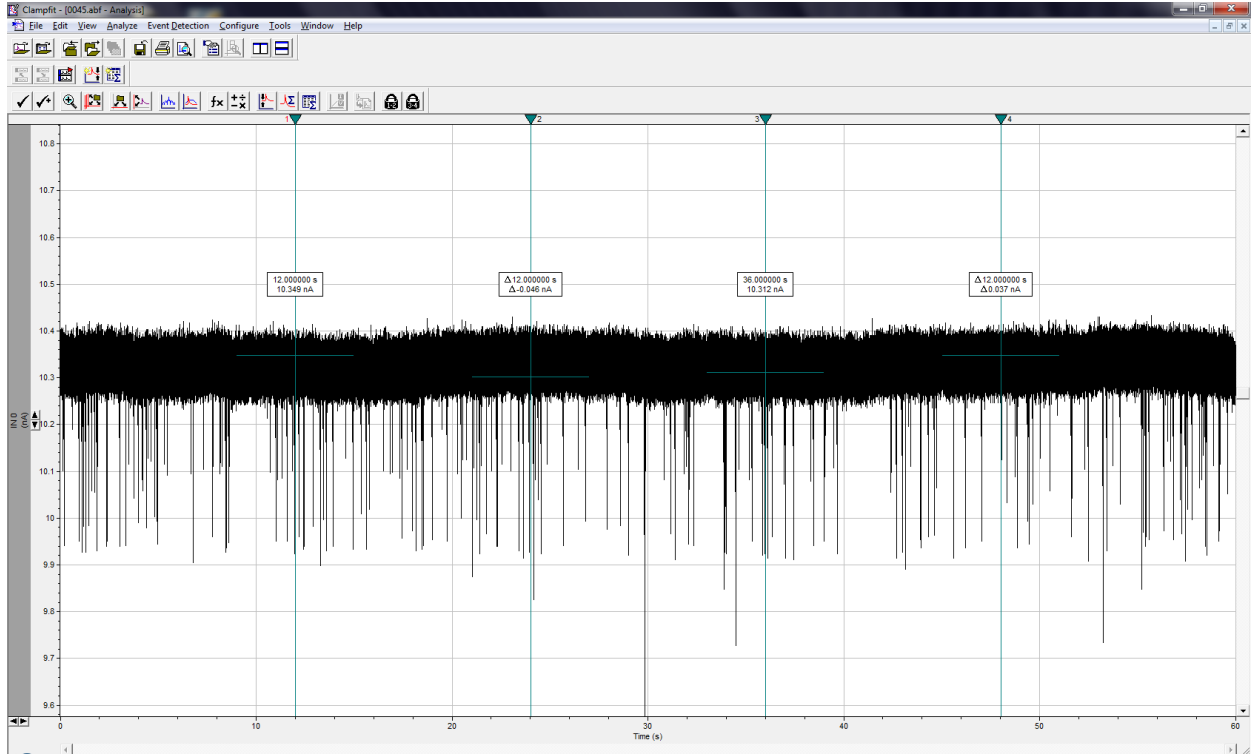 Clampfit - [0045.abf - Analysis]
File Edit View Analyze Event Detection Configure Tools Window Help
1 2 3 4
10.8
10.7
10.6
10.5
10.4
10.3
10.2
10.1
10
9.9
9.8
9.7
9.6
IN 0
(nA)
12.000000 s
10.349 nA
Δ12.000000 s
Δ-0.046 nA
36.000000 s
10.312 nA
Δ12.000000 s
Δ0.037 nA
0 10 20 30 40 50 60
Time (s)